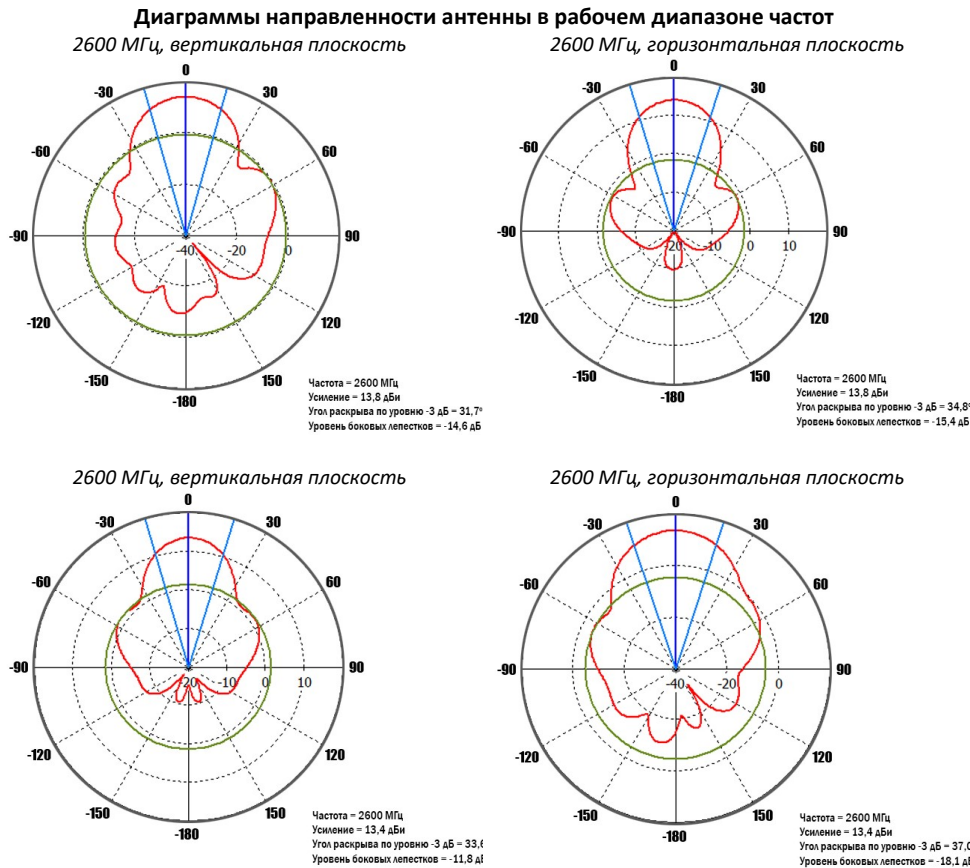 Диаграммы направленности антенны в рабочем диапазоне частот
2600 МГц, вертикальная плоскость
0
-30
30
-60
60
-90
90
-40
-20
0
-120
120
-150
150
-180
Частота = 2600 МГц
Усиление = 13,8 дБи
Угол раскрыва по уровню -3 дБ = 31,7°
Уровень боковых лепестков = -14,6 дБ
2600 МГц, горизонтальная плоскость
0
-30
30
-60
60
-90
90
-20
-10
0
10
-120
120
-150
150
-180
Частота = 2600 МГц
Усиление = 13,8 дБи
Угол раскрыва по уровню -3 дБ = 34,8°
Уровень боковых лепестков = -15,4 дБ
2600 МГц, вертикальная плоскость
0
-30
30
-60
60
-90
90
-20
10
0
10
-120
120
-150
150
-180
Частота = 2600 МГц
Усиление = 13,4 дБи
Угол раскрыва по уровню -3 дБ = 33,6
Уровень боковых лепестков = -11,8 дБ
2600 МГц, горизонтальная плоскость
0
-30
30
-60
60
-90
90
-40
-20
0
-120
120
-150
150
-180
Частота = 2600 МГц
Усиление = 13,4 дБи
Угол раскрыва по уровню -3 дБ = 37,0
Уровень боковых лепестков = -18,1 дБ